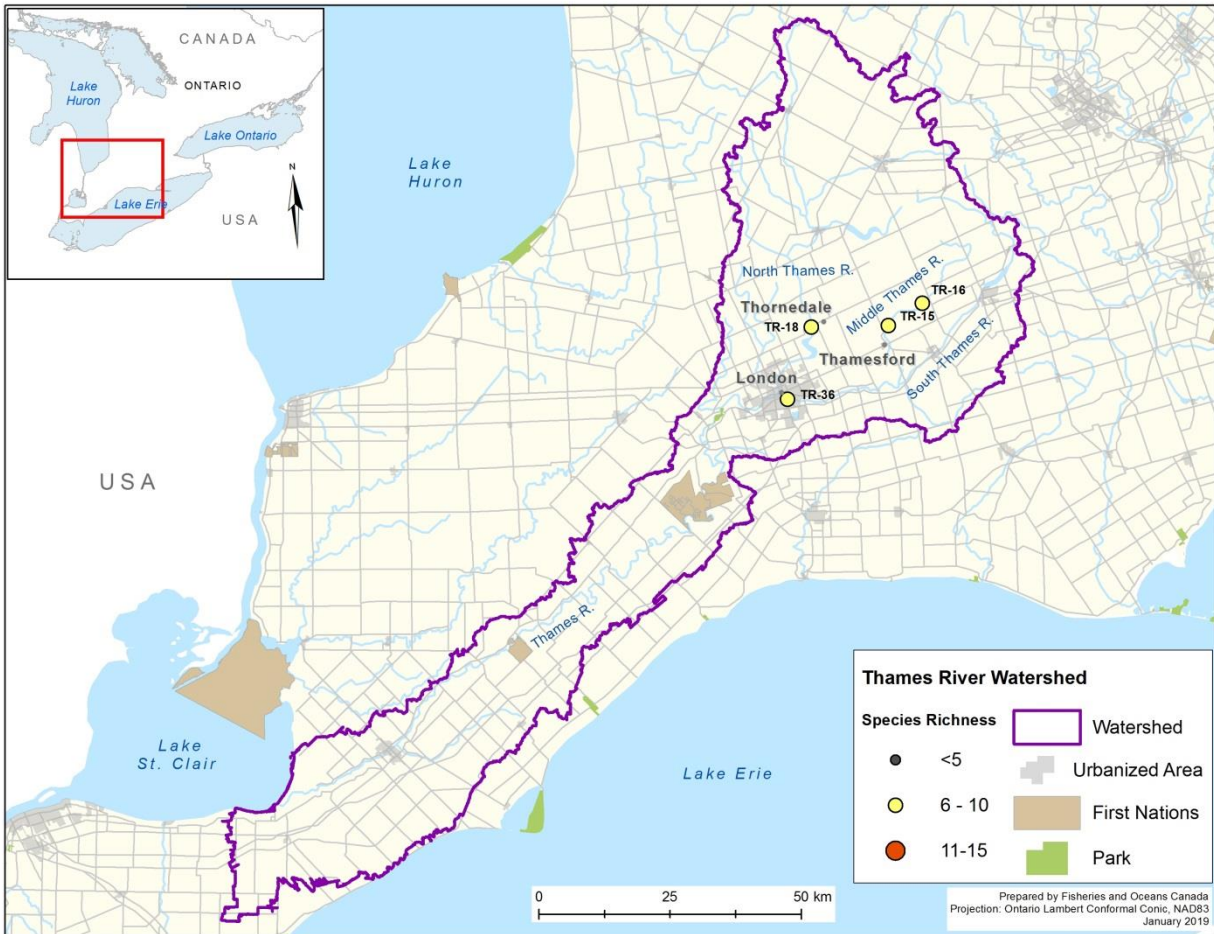 CANADA
ONTARIO
Lake
Huron
Lake Ontario
Lake Erie
USA
N
Lake
Huron
North Thames R.
Middle Thames R.
South Thames R.
TR-16
Thornedale
TR-15
TR-18
Thamesford
London
TR-36
USA
Thames R.
Lake
St. Clair
Lake Erie
Thames River Watershed
Species Richness
<5
6 - 10
11-15
Watershed
Urbanized Area
First Nations
Park
0 25 50 km
Prepared by Fisheries and Oceans Canada
Projection: Ontario Lambert Conformal Conic, NAD83
January 2019